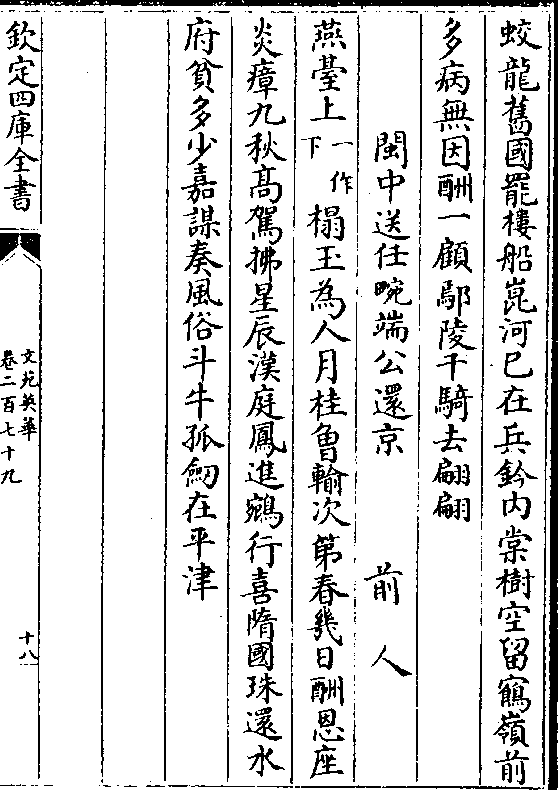 蛟龍舊國罷樓船崑河已在兵鈐内棠樹空留寫嶺前
多病無因酬一顧鄢陵千騎去翩翩
閩中送任畹端公還京 前人
燕臺上一作下榻玉為人月桂曽輸次第春幾日酬恩座
炎瘴九秋髙駕拂星辰漢庭鳳進鵷行喜隋國珠還水
府貧多少嘉謀奏風俗斗牛孤劒在平津
欽定四庫全書
文苑英華
卷二百七十九
十八